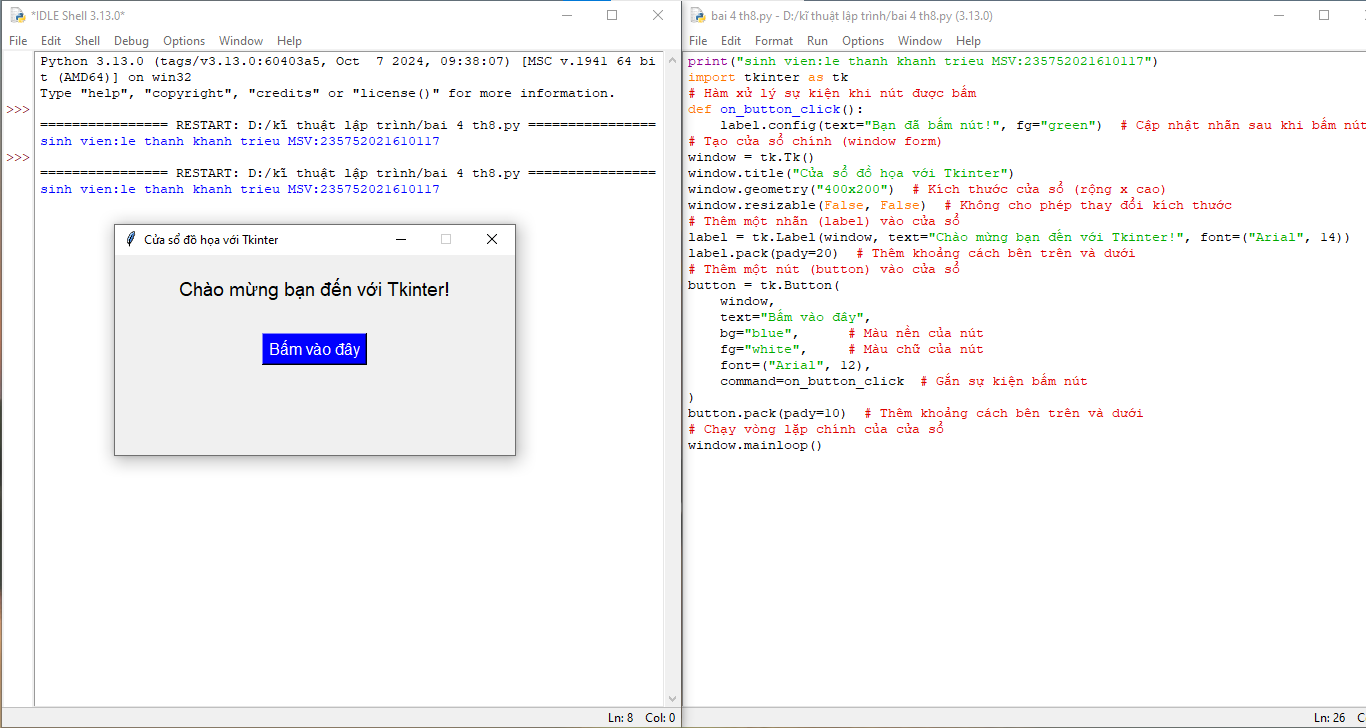 *IDLE Shell 3.13.0*
File Edit Shell Debug Options Window Help
Python 3.13.0 (tags/v3.13.0:60403a5, Oct  7 2024, 09:38:07) [MSC v.1941 64 bi
t (AMD64)] on win32
Type "help", "copyright", "credits" or "license()" for more information.
>>>
================ RESTART: D:/kĩ thuật lập trình/bai 4 th8.py ================
sinh vien:le thanh khanh trieu MSV:235752021610117
>>>
================ RESTART: D:/kĩ thuật lập trình/bai 4 th8.py ================
sinh vien:le thanh khanh trieu MSV:235752021610117
Cửa sổ đồ họa với Tkinter
Chào mừng bạn đến với Tkinter!
Bấm vào đây
Ln: 8 Col: 0
bai 4 th8.py - D:/kĩ thuật lập trình/bai 4 th8.py (3.13.0)
File Edit Format Run Options Window Help
print("sinh vien:le thanh khanh trieu MSV:235752021610117")
import tkinter as tk
# Hàm xử lý sự kiện khi nút được bấm
def on_button_click():
    label.config(text="Bạn đã bấm nút!", fg="green")  # Cập nhật nhãn sau khi bấm nút
# Tạo cửa sổ chính (window form)
window = tk.Tk()
window.title("Cửa sổ đồ họa với Tkinter")
window.geometry("400x200")  # Kích thước cửa sổ (rộng x cao)
window.resizable(False, False)  # Không cho phép thay đổi kích thước
# Thêm một nhãn (label) vào cửa sổ
label = tk.Label(window, text="Chào mừng bạn đến với Tkinter!", font=("Arial", 14))
label.pack(pady=20)  # Thêm khoảng cách bên trên và dưới
# Thêm một nút (button) vào cửa sổ
button = tk.Button(
    window,
    text="Bấm vào đây",
    bg="blue",      # Màu nền của nút
    fg="white",     # Màu chữ của nút
    font=("Arial", 12),
    command=on_button_click  # Gắn sự kiện bấm nút
)
button.pack(pady=10)  # Thêm khoảng cách bên trên và dưới
# Chạy vòng lặp chính của cửa sổ
window.mainloop()
Ln: 26 C